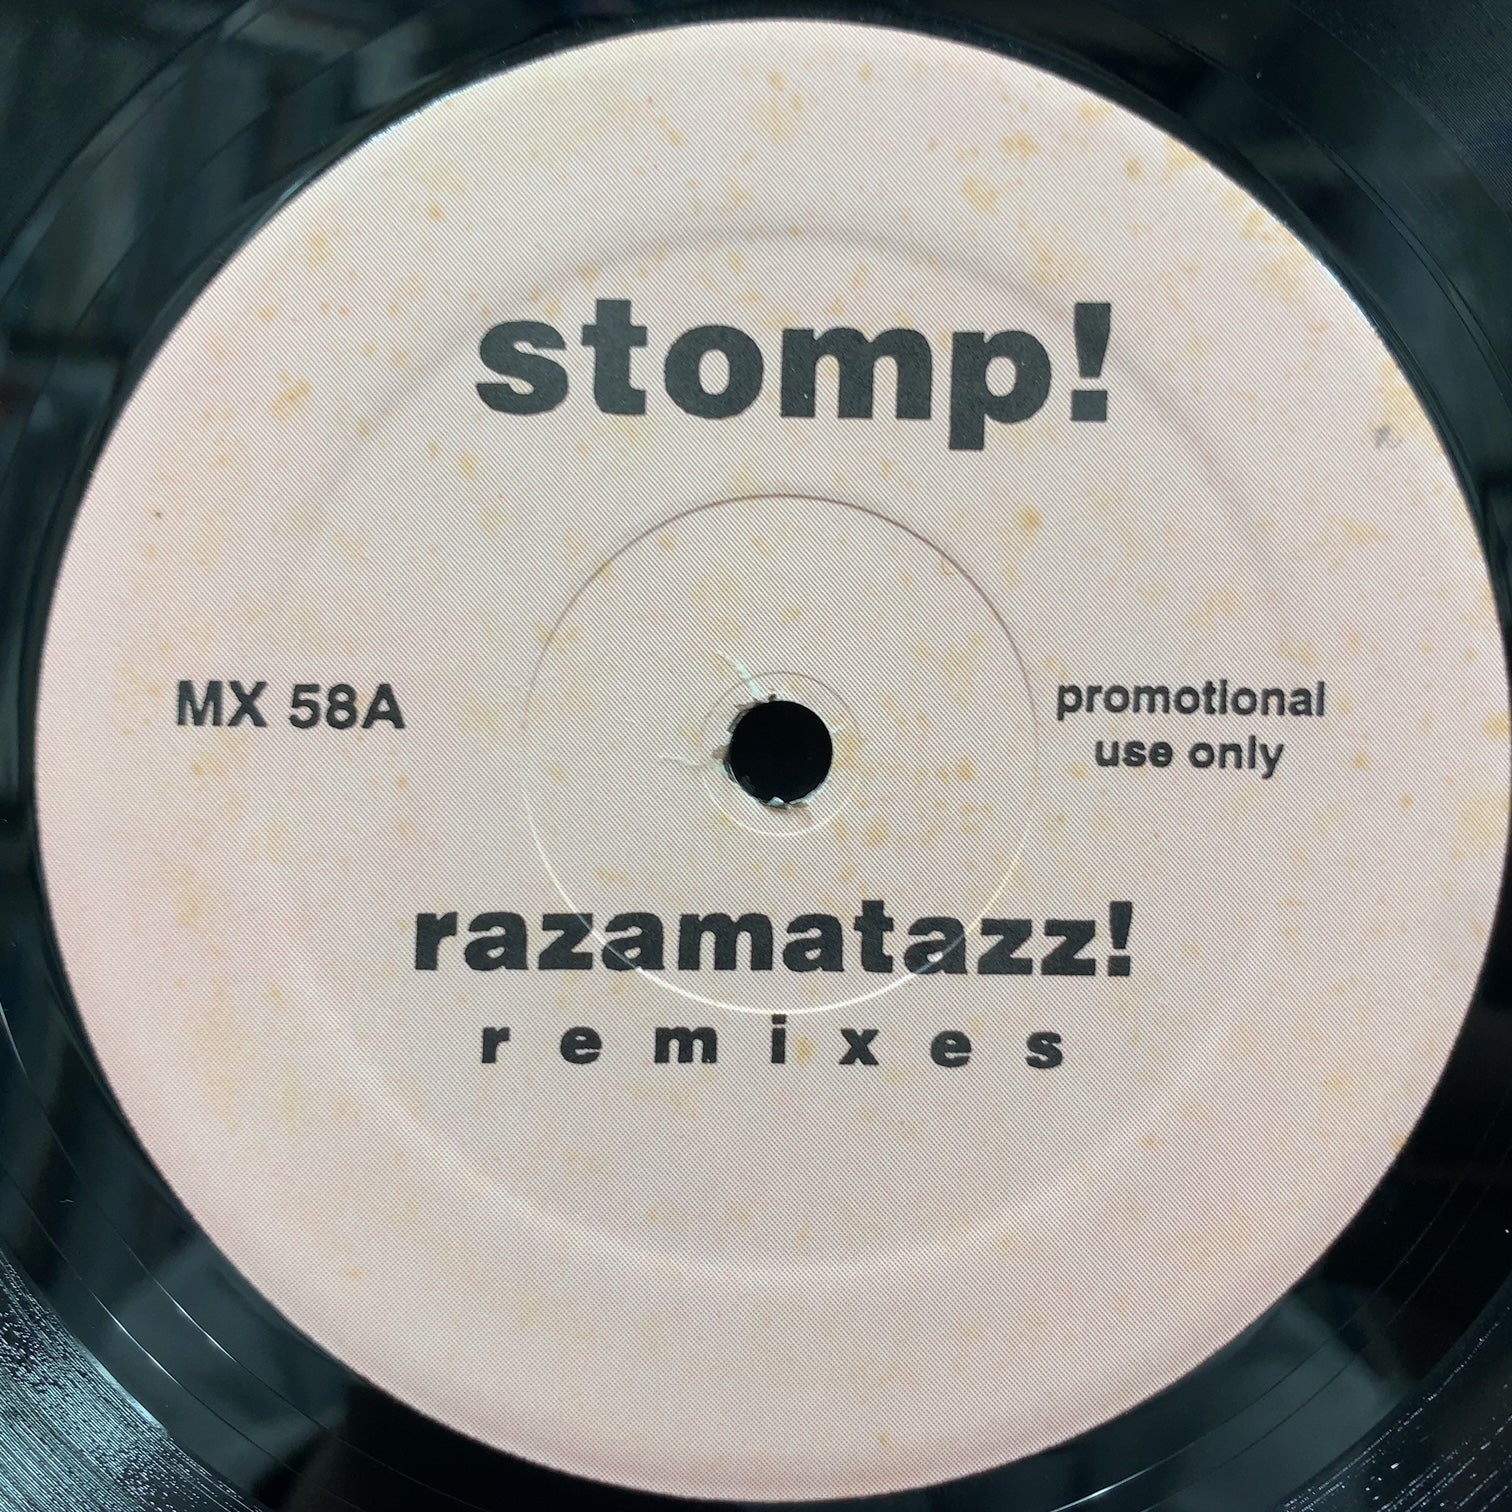 stomp!
MX 58A
promotional
use only
razamatazz!
remixes